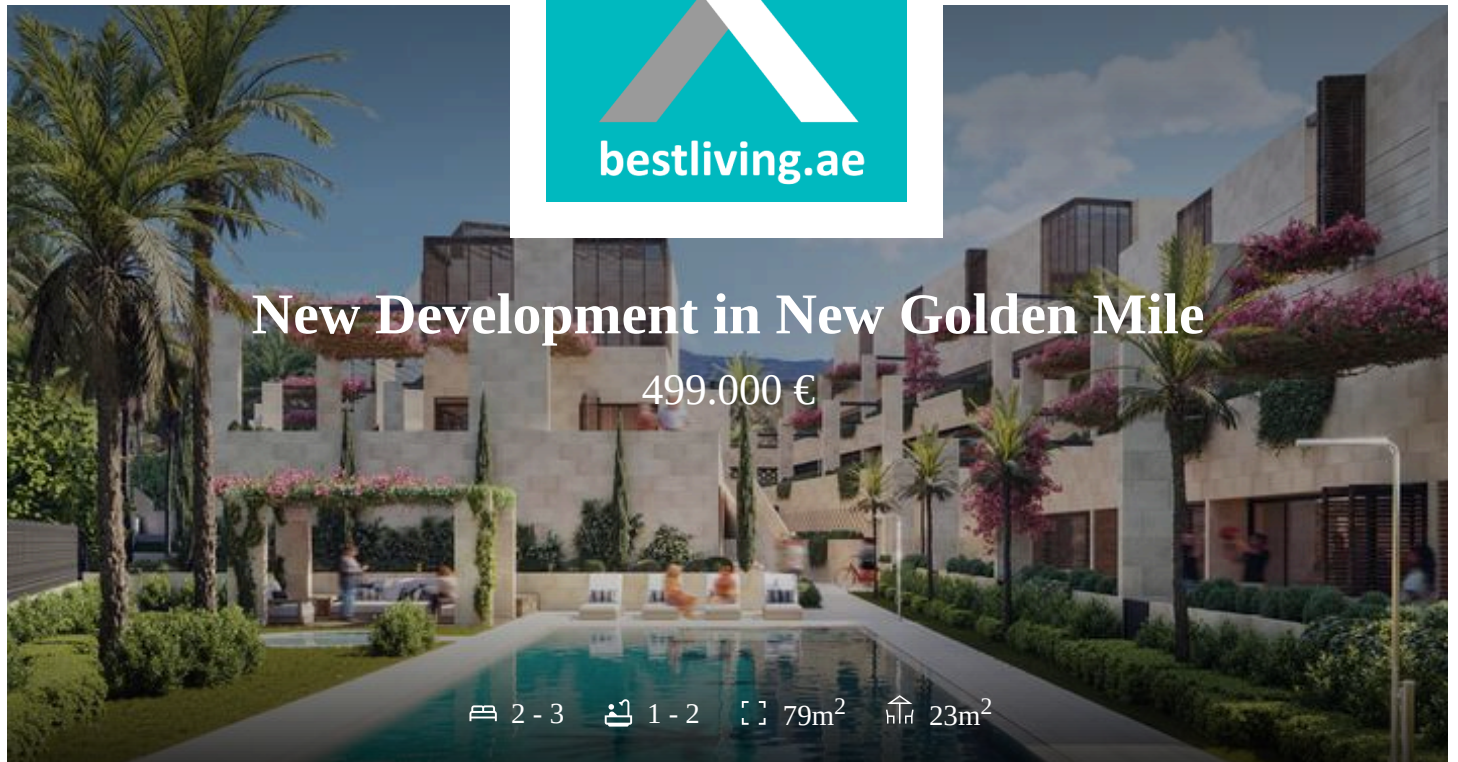 bestliving.ae
New Development in New Golden Mile
499.000 €
2 - 3 1 - 2 79m² 23m²